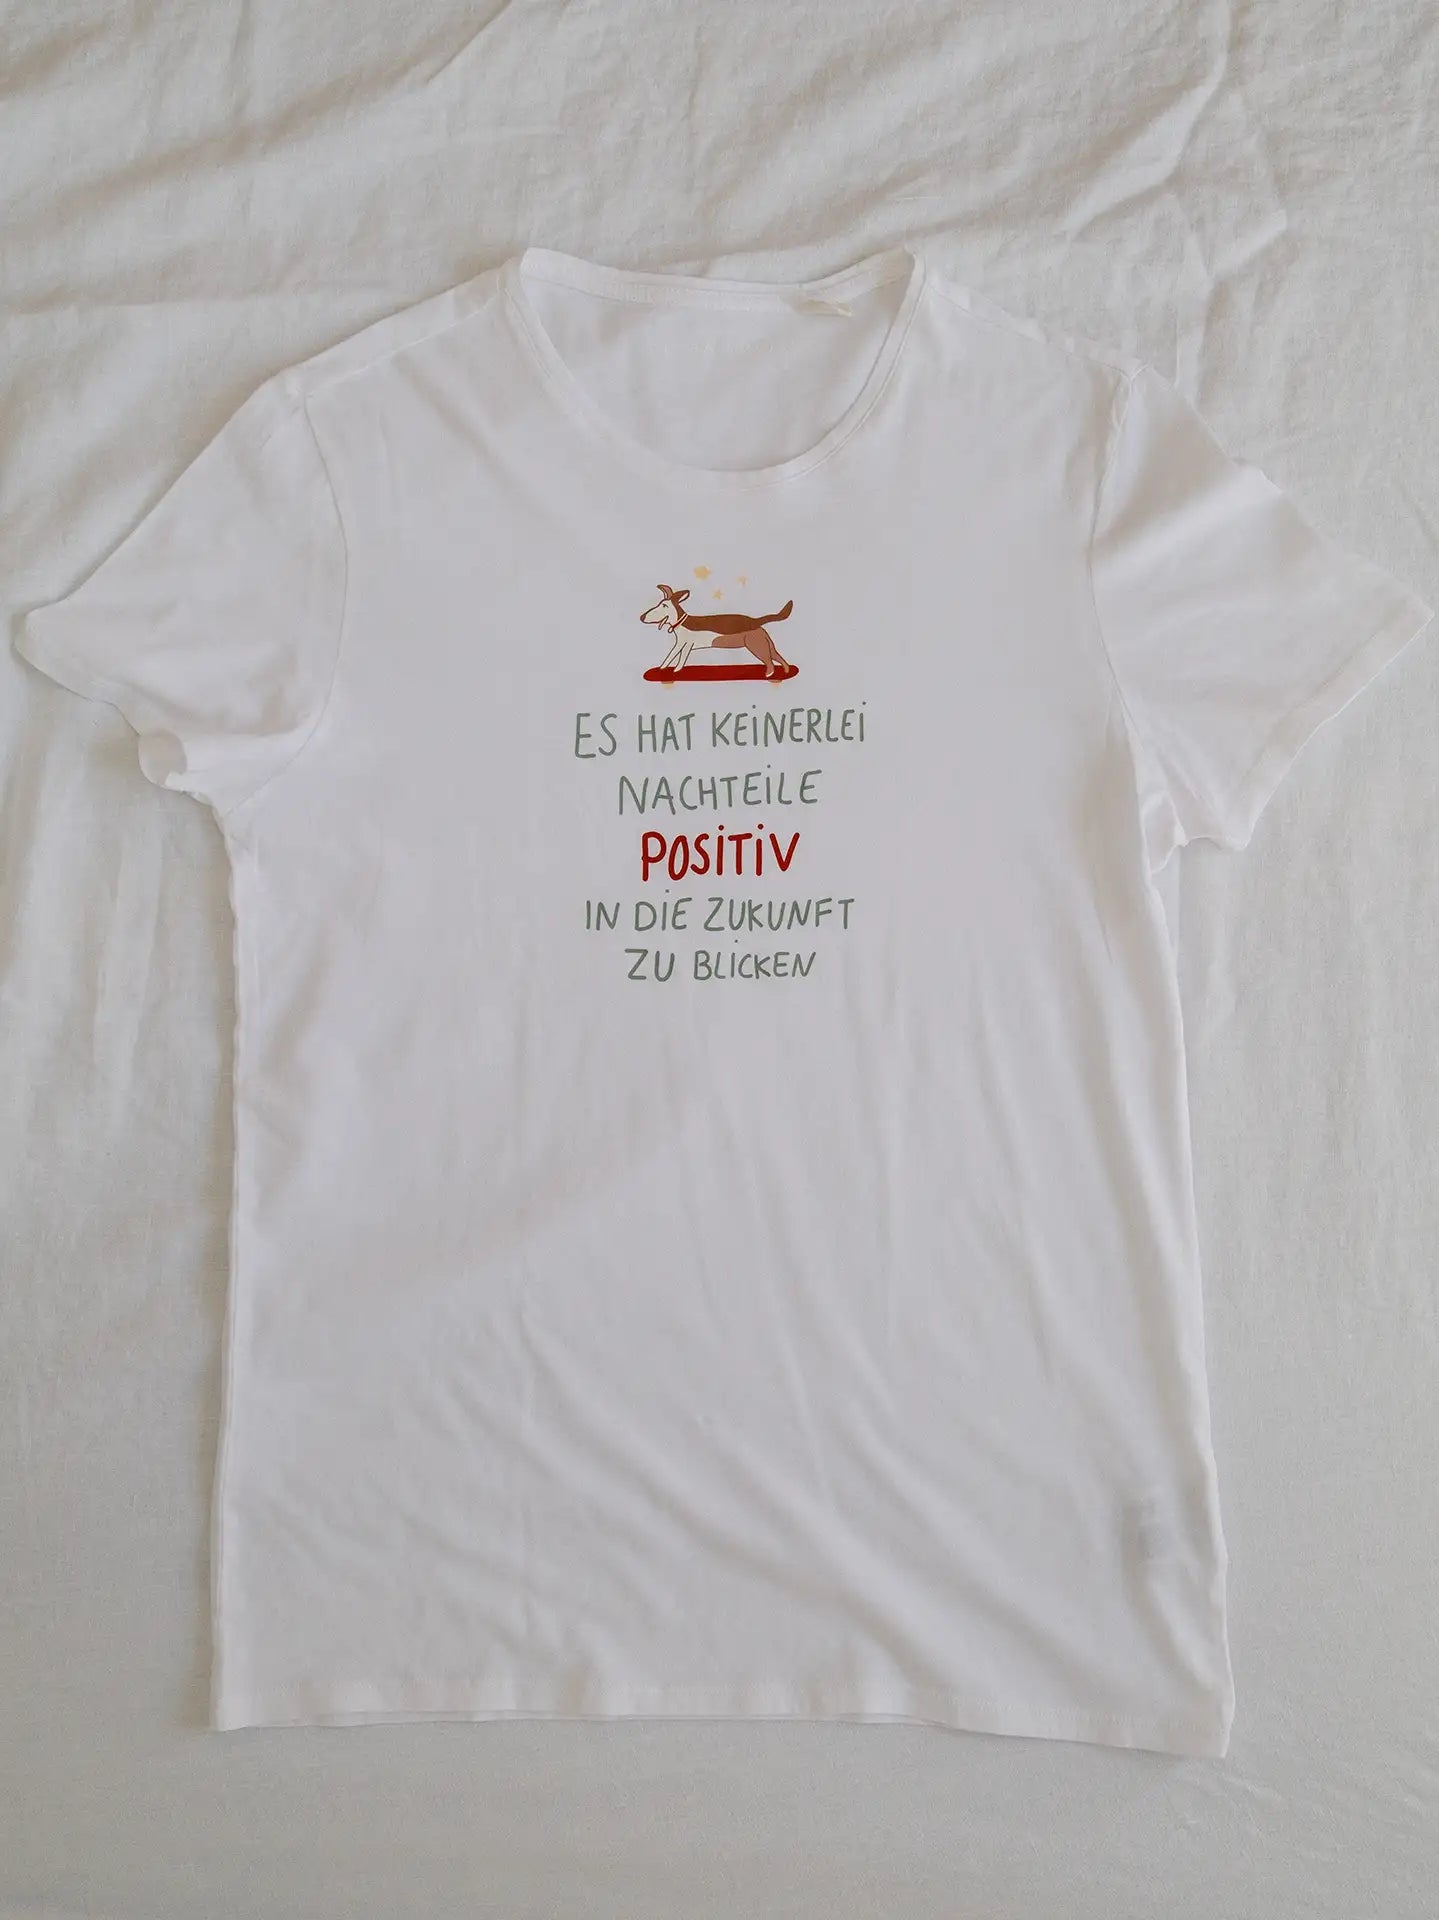 ES HAT KEINERLEI
NACHTEILE
POSITIV
IN DIE ZUKUNFT
ZU BLICKEN